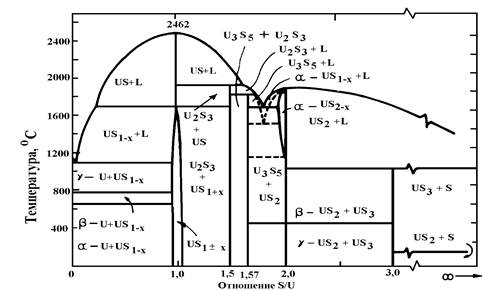 2462
U₃S₅ + U₂S₃
U₂S₃ + L
U₃S₅ + L
2400
2000
1600
1200
800
400
Температура, ⁰C
US+L
US+L
α – US₁₋ₓ + L
α – US₂₋ₓ
US₂ + L
US₁₋ₓ + L
U₂S₃
+
US
U₂S₃
+
US₁₊ₓ
U₃S₅
+
US₂
γ – U+US₁₋ₓ
β – U+US₁₋ₓ
α – U+US₁₋ₓ
US₁ ± ₓ
β – US₂ + US₃
γ – US₂ + US₃
US₃ + S
US₂ + S
0 1,0 1,5 1,57 2,0 3,0 ∞
Отношение S/U